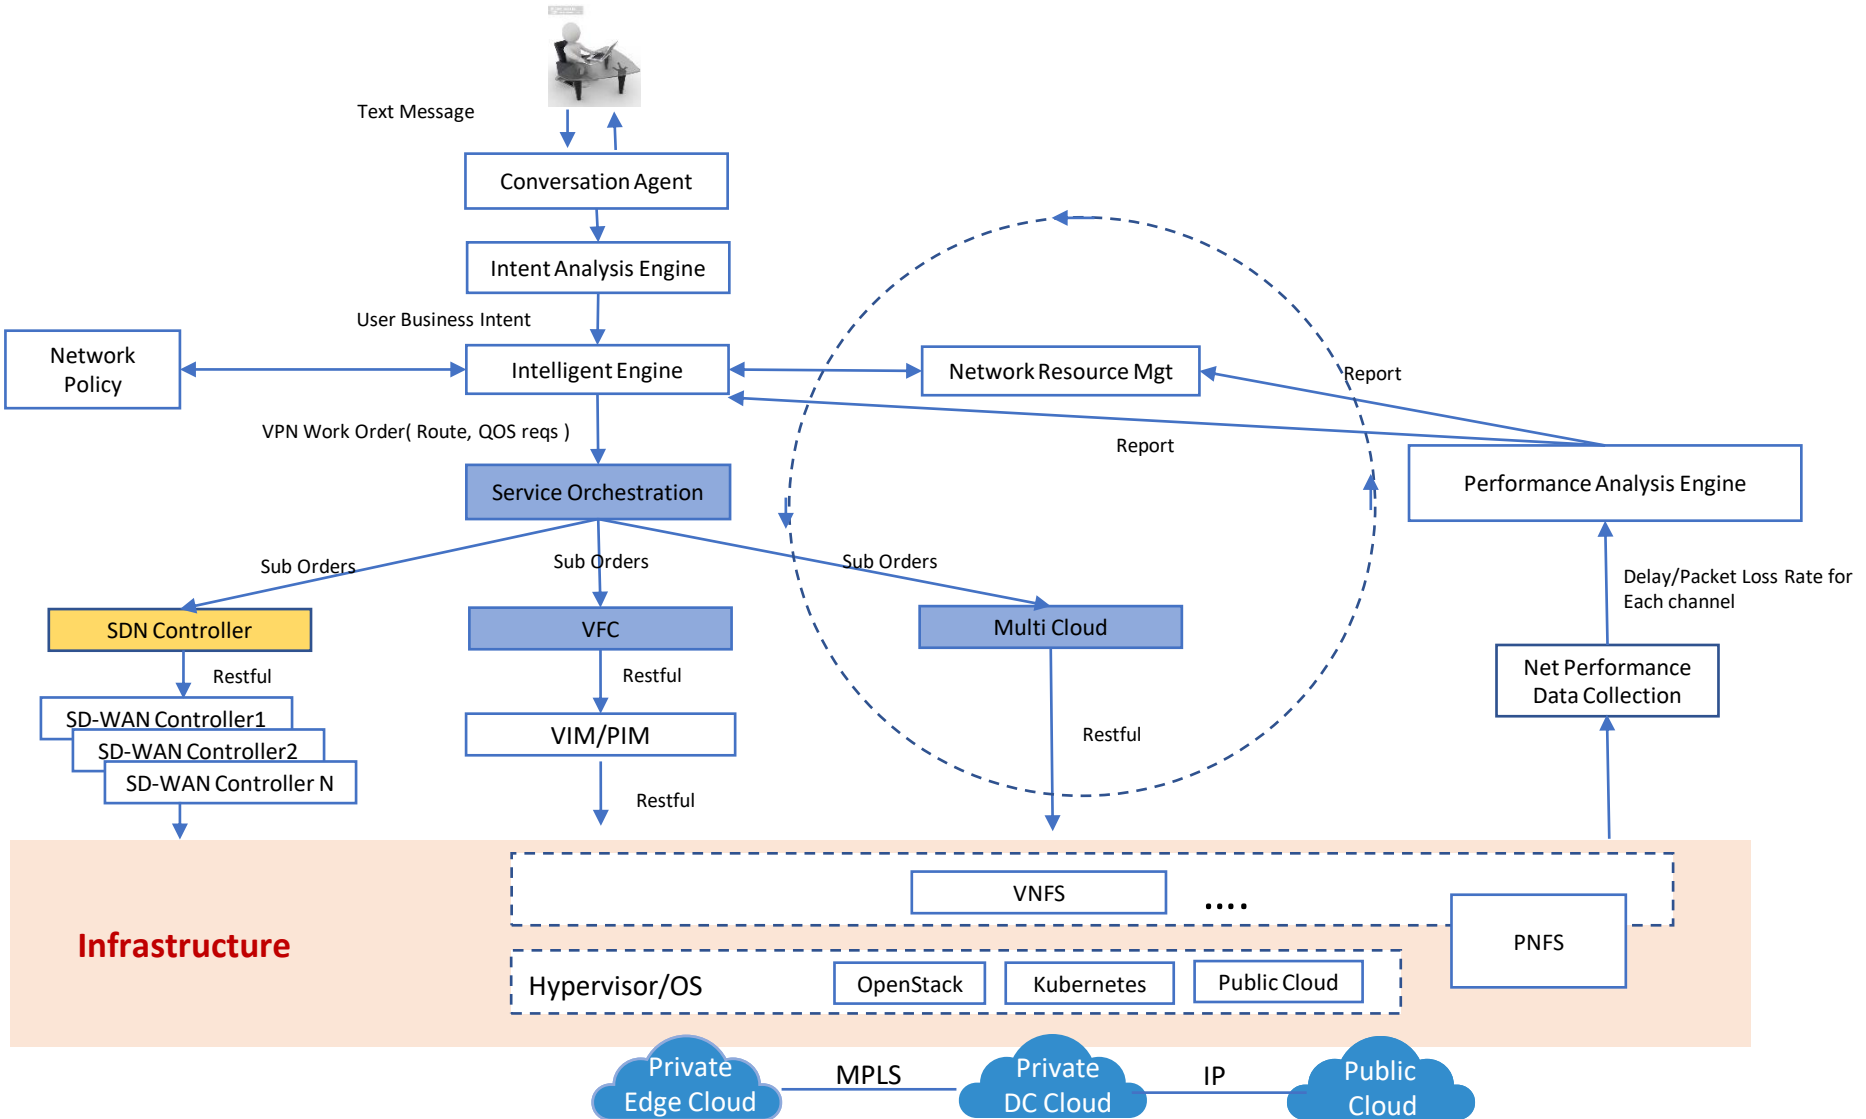 Text Message
Conversation Agent
Intent Analysis Engine
User Business Intent
Network
Policy
Intelligent Engine
Network Resource Mgt
Report
VPN Work Order( Route, QOS reqs )
Report
Service Orchestration
Performance Analysis Engine
Sub Orders
Sub Orders
Sub Orders
Delay/Packet Loss Rate for
Each channel
SDN Controller
VFC
Multi Cloud
Restful
Restful
Net Performance
Data Collection
SD-WAN Controller1
SD-WAN Controller2
SD-WAN Controller N
VIM/PIM
Restful
Restful
VNFS
....
Infrastructure
PNFS
Hypervisor/OS
OpenStack
Kubernetes
Public Cloud
Private
Edge Cloud
MPLS
Private
DC Cloud
IP
Public
Cloud